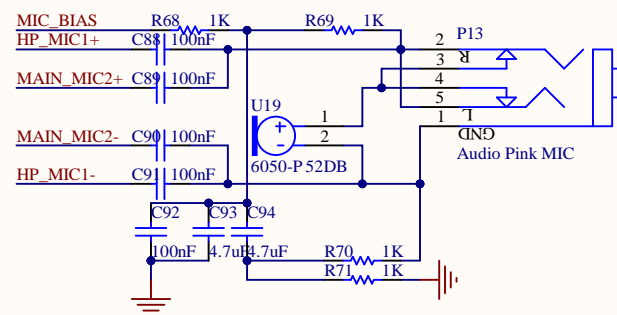 MIC_BIAS R68 1K R69 1K
HP_MIC1+ C88 100nF
MAIN_MIC2+ C89 100nF
P13
2
3 R
4
5 L
1 GND
Audio Pink MIC
U19
1
2
6050-P 52DB
MAIN_MIC2- C90 100nF
HP_MIC1- C91 100nF
C92 C93 C94
100nF 4.7uF 4.7uF
R70 1K
R71 1K